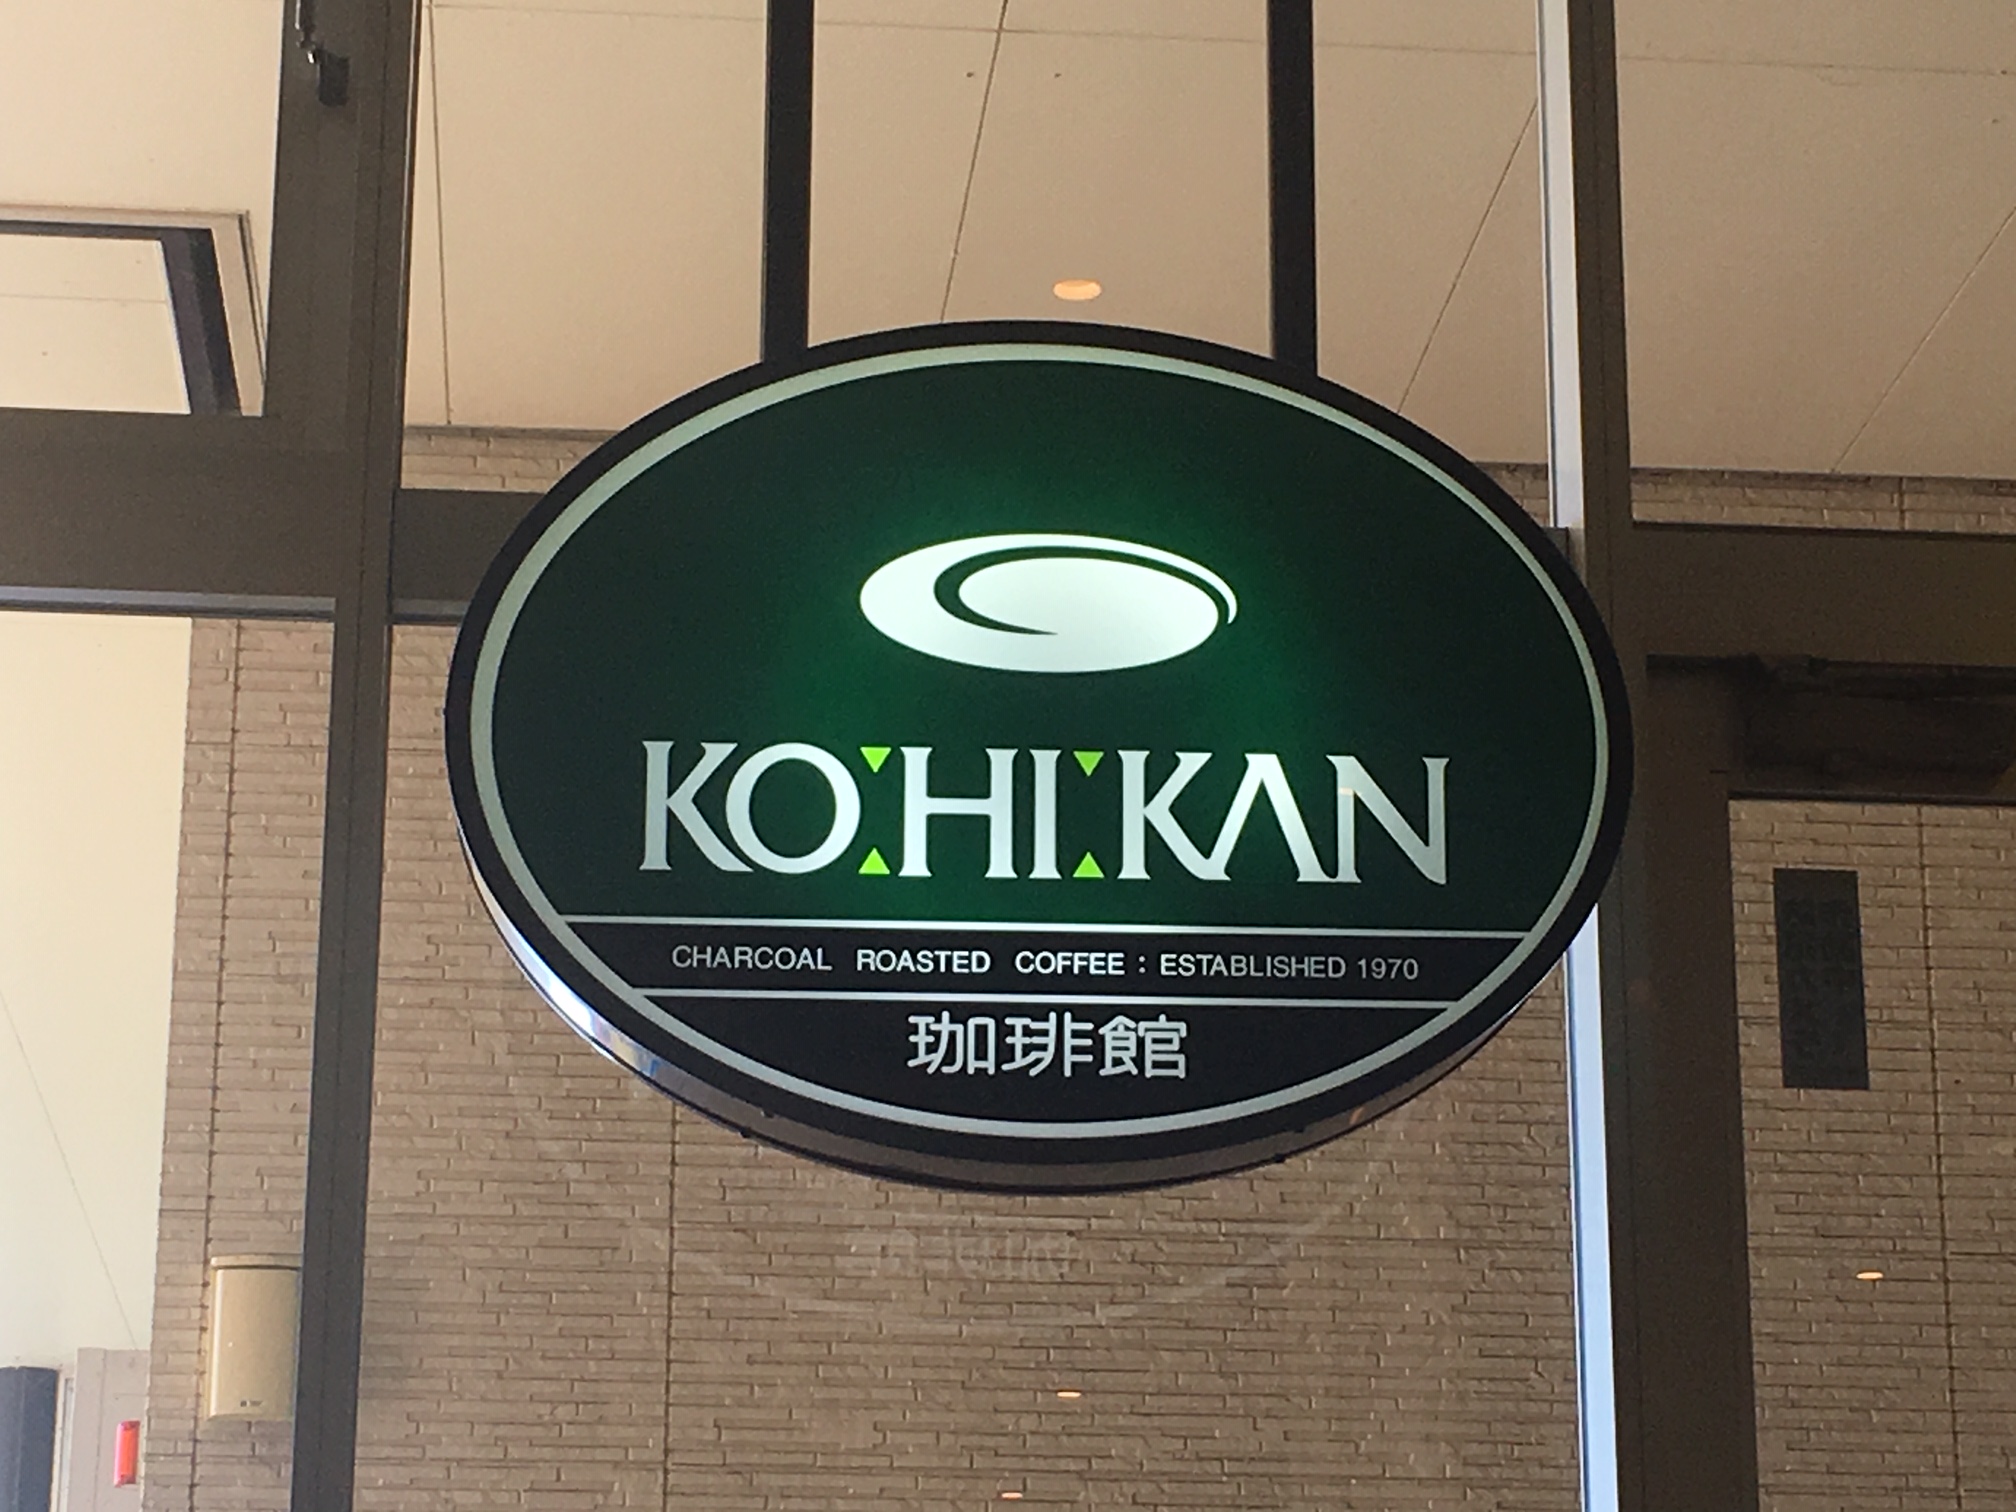 KO:HI:KAN
CHARCOAL ROASTED COFFEE : ESTABLISHED 1970
珈琲館